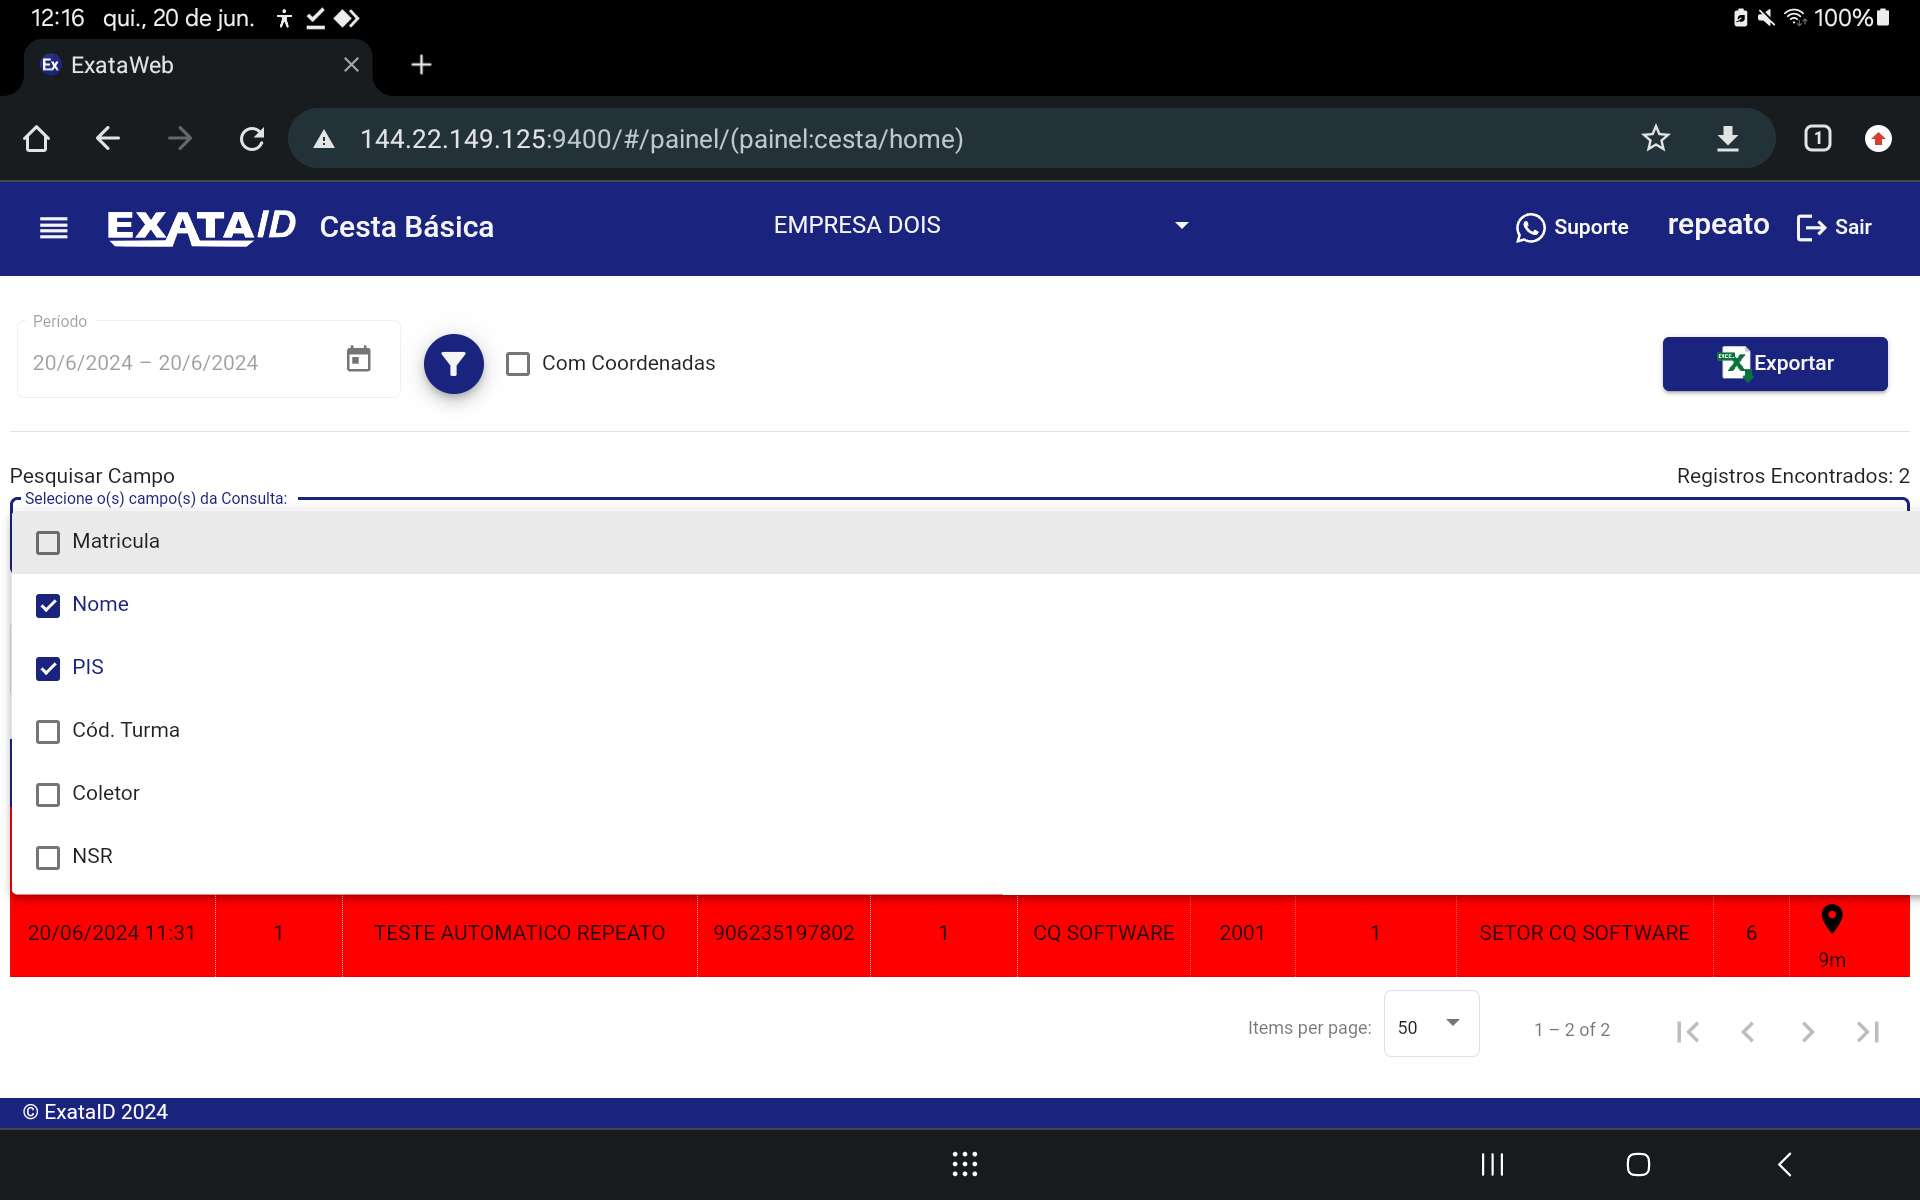 12:16 qui., 20 de jun. 100%
Ex ExataWeb
144.22.149.125:9400/#/painel/(painel:cesta/home) 1
EXATAID Cesta Básica EMPRESA DOIS Suporte repeato Sair
Período
20/6/2024 – 20/6/2024 Com Coordenadas Exportar
Pesquisar Campo Registros Encontrados: 2
Selecione o(s) campo(s) da Consulta:
Matricula
Nome
PIS
Cód. Turma
Coletor
NSR
20/06/2024 11:31 1 TESTE AUTOMATICO REPEATO 906235197802 1 CQ SOFTWARE 2001 1 SETOR CQ SOFTWARE 6 9m
Items per page: 50 1 – 2 of 2
© ExataID 2024